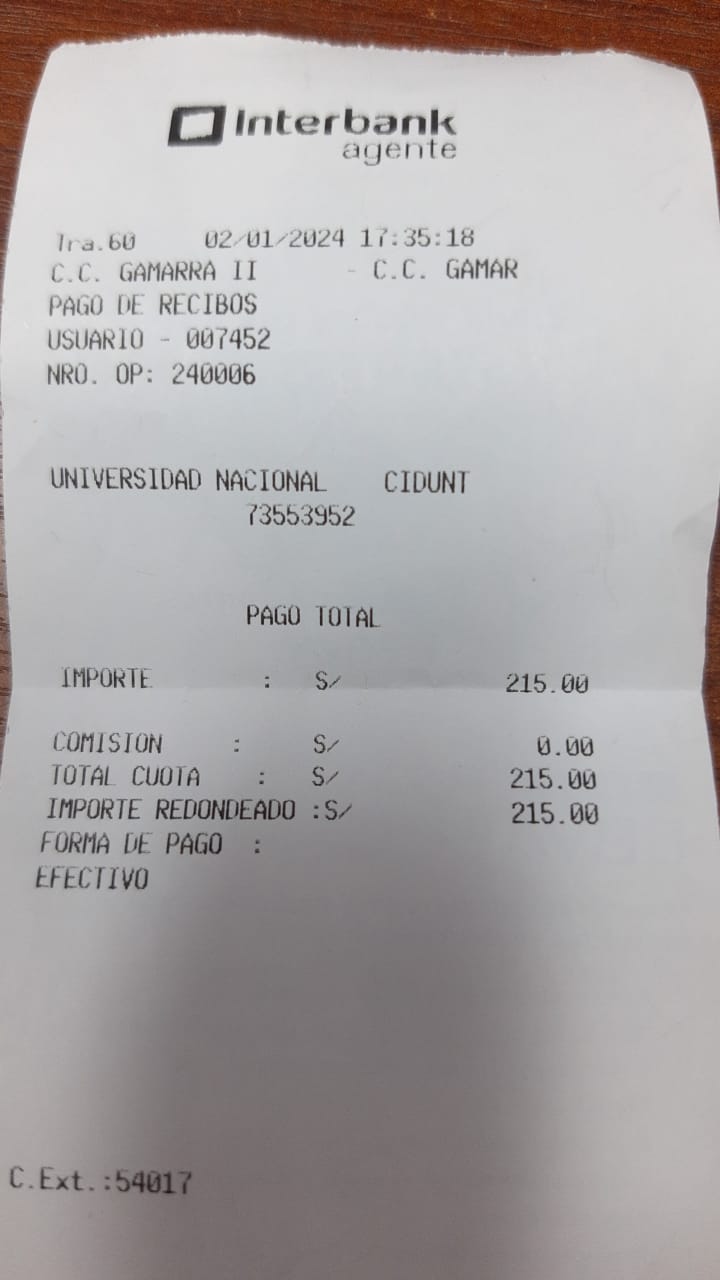 Interbank
agente
Tra.60 02/01/2024 17:35:18
C.C. GAMARRA II - C.C. GAMAR
PAGO DE RECIBOS
USUARIO - 007452
NRO. OP: 240006
UNIVERSIDAD NACIONAL CIDUNT
73553952
PAGO TOTAL
IMPORTE : S/ 215.00
COMISION : S/ 0.00
TOTAL CUOTA : S/ 215.00
IMPORTE REDONDEADO :S/ 215.00
FORMA DE PAGO :
EFECTIVO
C.Ext.:54017